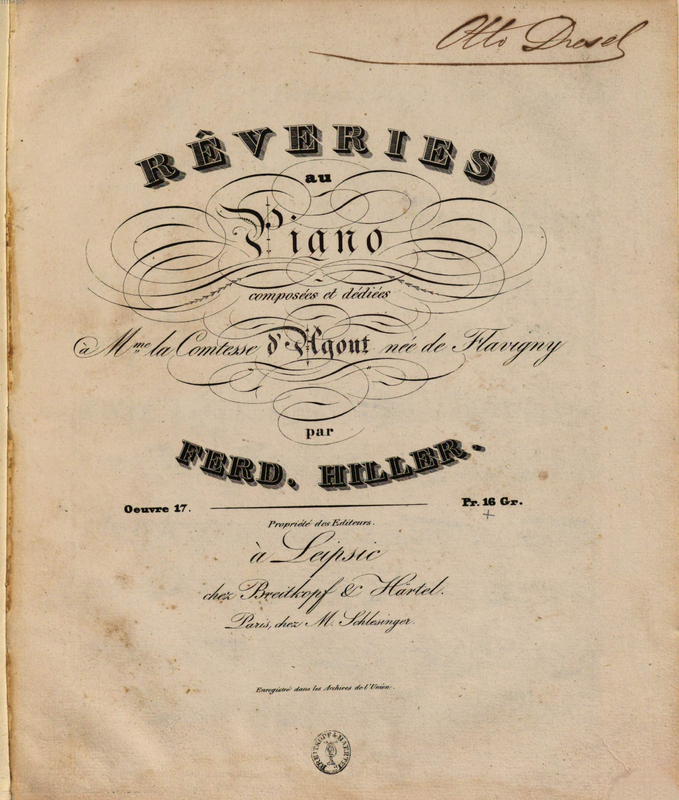 Otto Dresel
RÊVERIES
au
Piano
composées et dédiées
à Mme la Comtesse d'Agout née de Flavigny
par
FERD. HILLER.
Oeuvre 17. Pr. 16 Gr.
Propriété des Editeurs.
à Leipsic
chez Breitkopf & Härtel.
Paris, chez M. Schlesinger.
Enregistré dans les Archives de l'Union.
BREITKOPF & HAERTEL